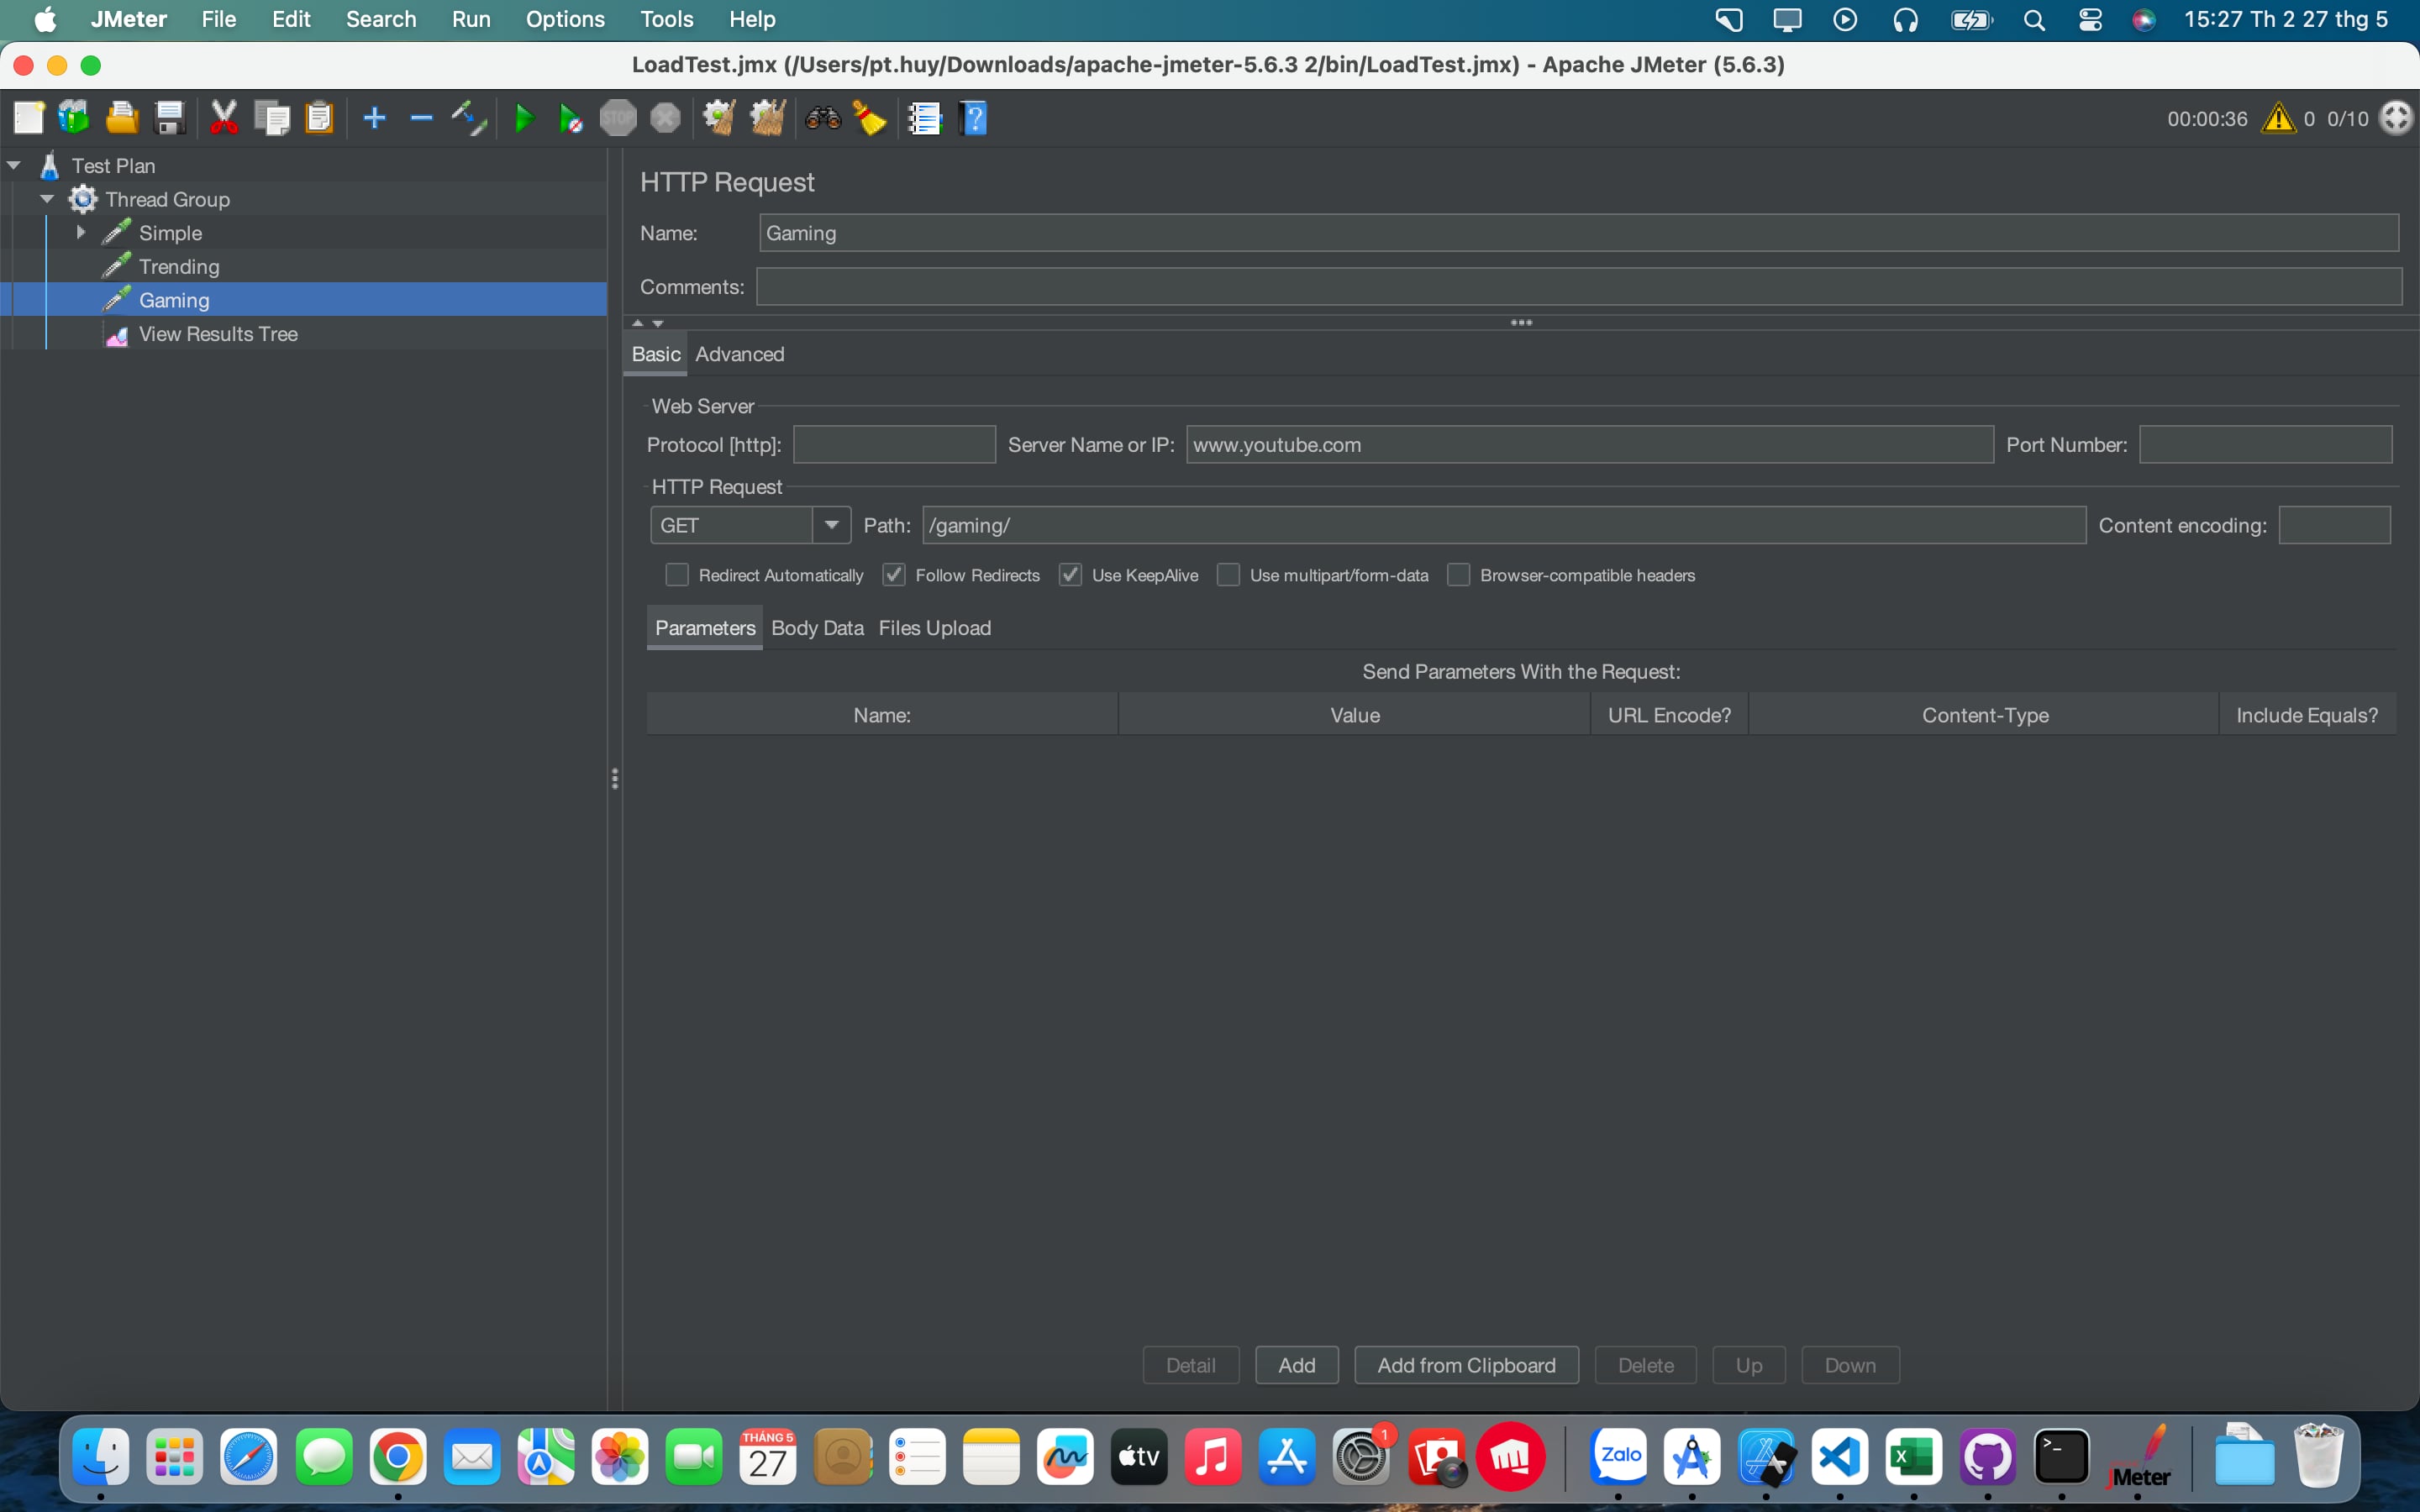 JMeter File Edit Search Run Options Tools Help 15:27 Th 2 27 thg 5
LoadTest.jmx (/Users/pt.huy/Downloads/apache-jmeter-5.6.3 2/bin/LoadTest.jmx) - Apache JMeter (5.6.3)
STOP ? 00:00:36 0 0/10
Test Plan
Thread Group
Simple
Trending
Gaming
View Results Tree
HTTP Request
Name: Gaming
Comments:
Basic Advanced
Web Server
Protocol [http]: Server Name or IP: www.youtube.com Port Number:
HTTP Request
GET Path: /gaming/ Content encoding:
Redirect Automatically Follow Redirects Use KeepAlive Use multipart/form-data Browser-compatible headers
Parameters Body Data Files Upload
Send Parameters With the Request:
Name: Value URL Encode? Content-Type Include Equals?
Detail Add Add from Clipboard Delete Up Down
THÁNG 5
27
tv
1
Zalo
JMeter